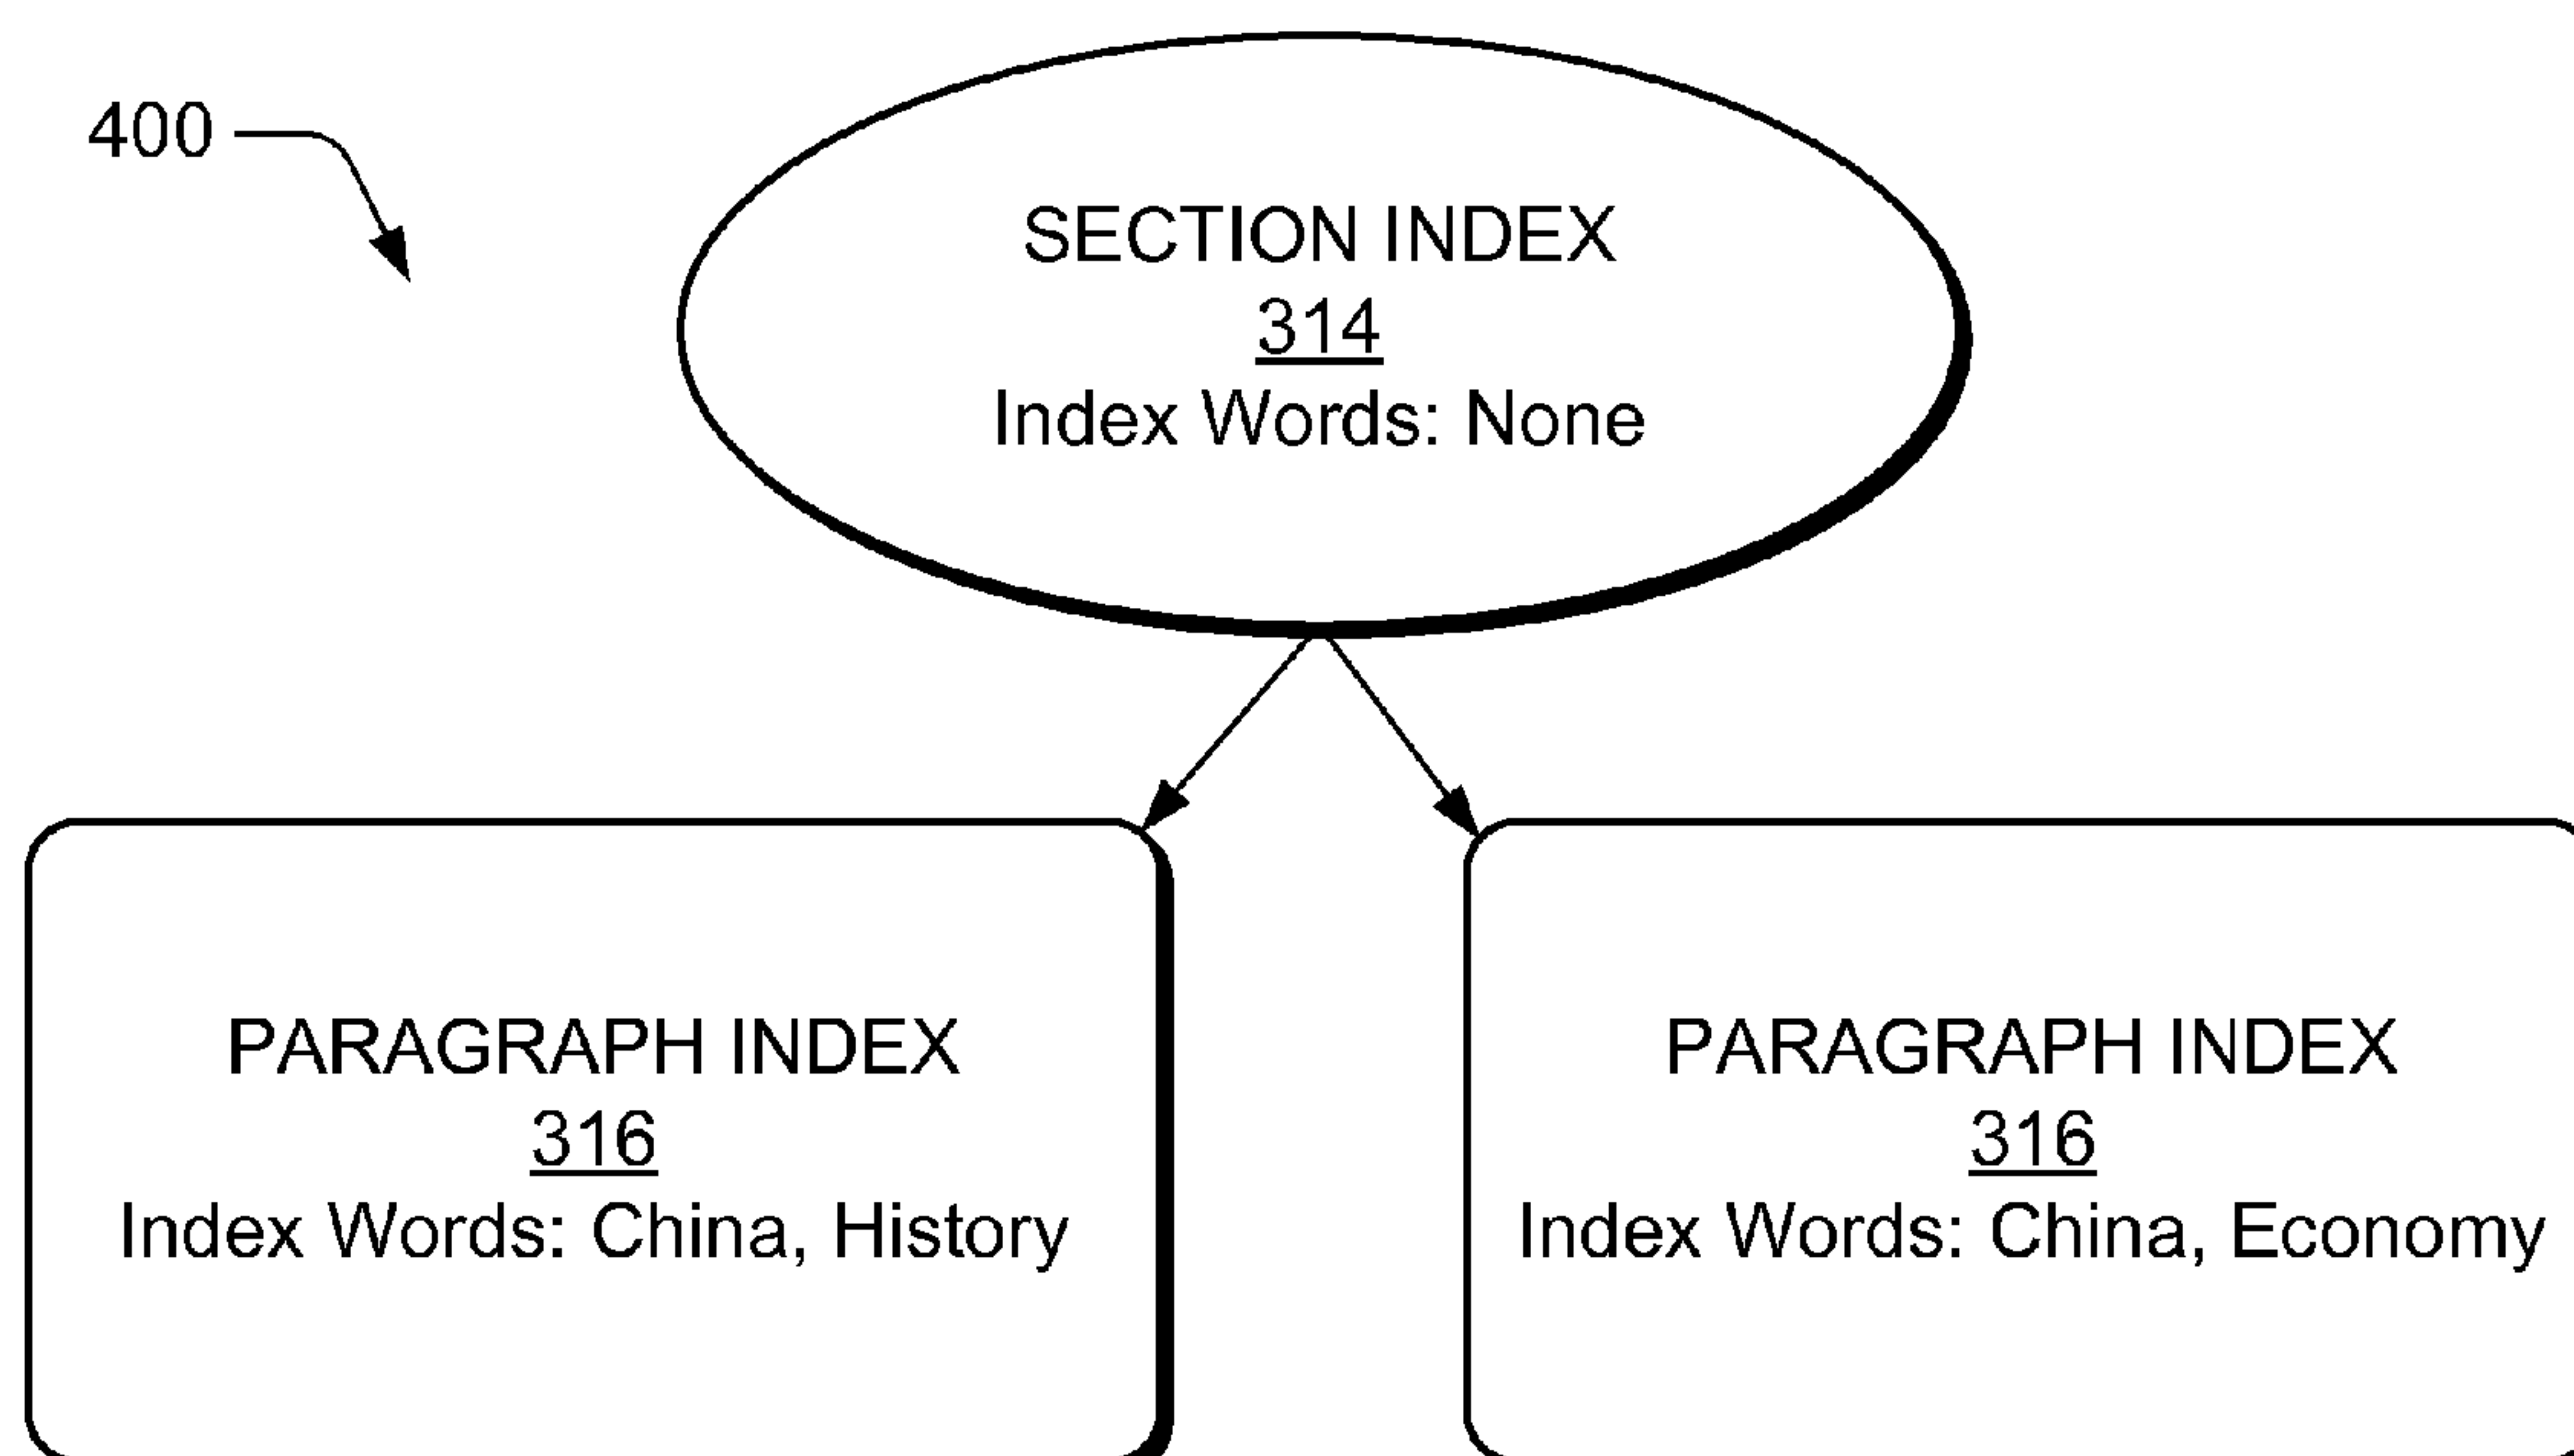 400
SECTION INDEX
314
Index Words: None
PARAGRAPH INDEX
316
Index Words: China, History
PARAGRAPH INDEX
316
Index Words: China, Economy